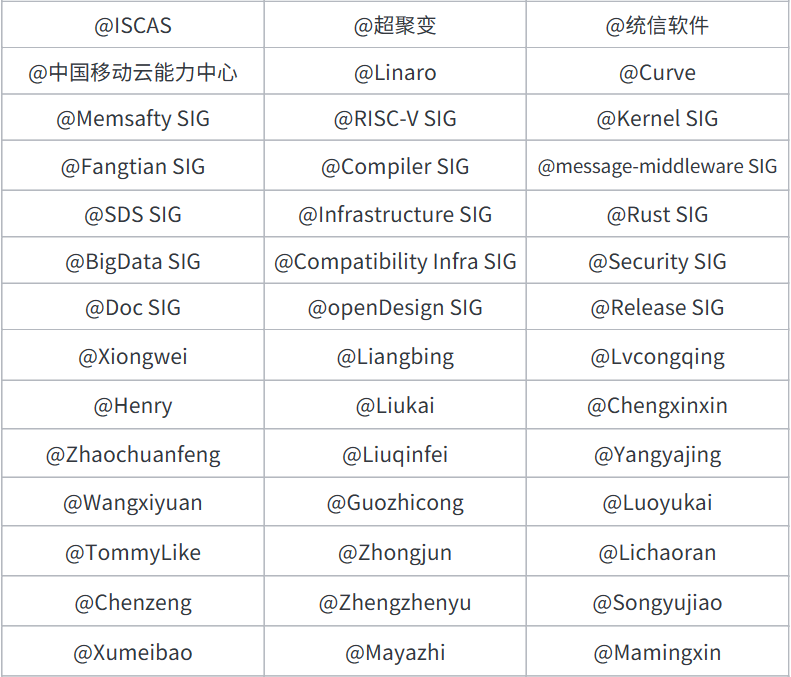 @ISCAS @超聚变 @统信软件
@中国移动云能力中心 @Linaro @Curve
@Memsafty SIG @RISC-V SIG @Kernel SIG
@Fangtian SIG @Compiler SIG @message-middleware SIG
@SDS SIG @Infrastructure SIG @Rust SIG
@BigData SIG @Compatibility Infra SIG @Security SIG
@Doc SIG @openDesign SIG @Release SIG
@Xiongwei @Liangbing @Lvcongqing
@Henry @Liukai @Chengxinxin
@Zhaochuanfeng @Liuqinfei @Yangyajing
@Wangxiyuan @Guozhicong @Luoyukai
@TommyLike @Zhongjun @Lichaoran
@Chenzeng @Zhengzhenyu @Songyujiao
@Xumeibao @Mayazhi @Mamingxin